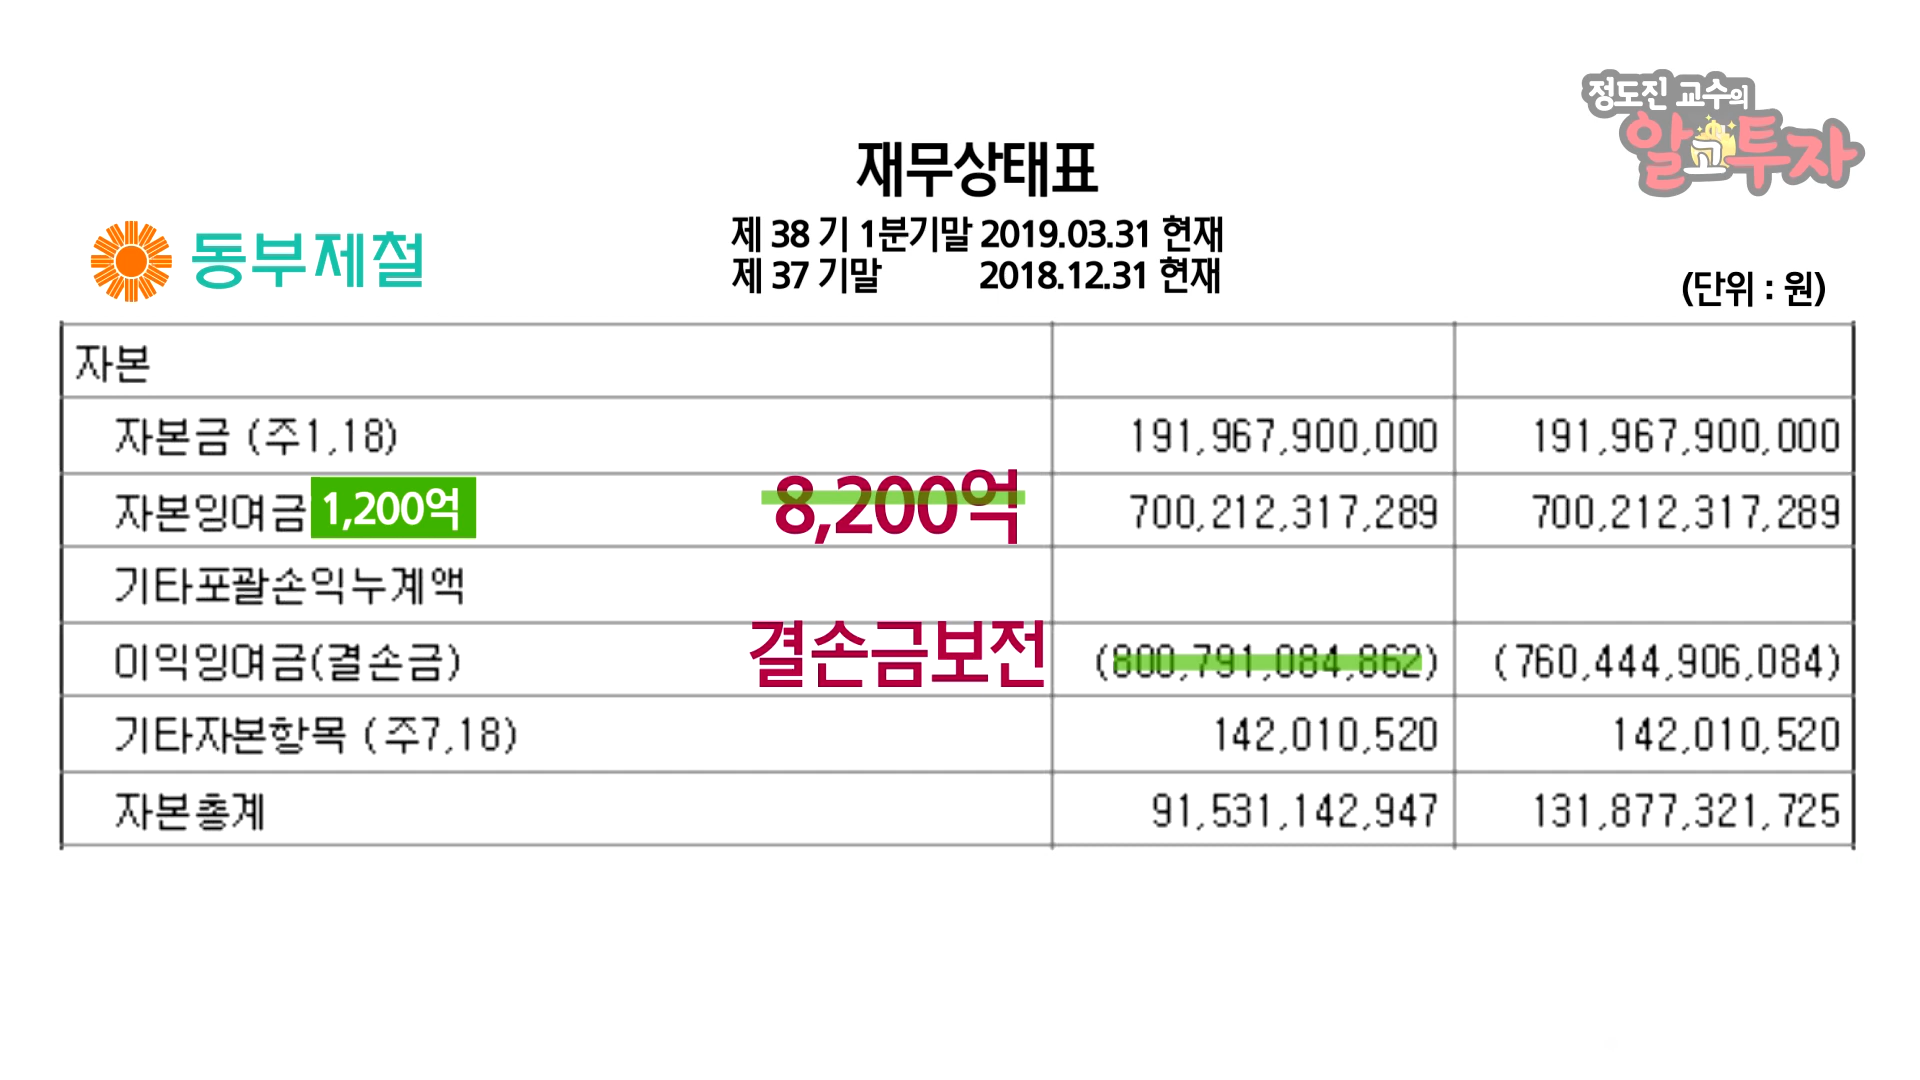 정도진 교수의
알고투자
재무상태표
제 38 기 1분기말 2019.03.31 현재
제 37 기말 2018.12.31 현재
동부제철
(단위 : 원)
자본
자본금 (주1,18) 191,967,900,000 191,967,900,000
자본잉여금 1,200억 8,200억 700,212,317,289 700,212,317,289
기타포괄손익누계액
이익잉여금(결손금) 결손금보전 (800,791,084,862) (760,444,906,084)
기타자본항목 (주7,18) 142,010,520 142,010,520
자본총계 91,531,142,947 131,877,321,725